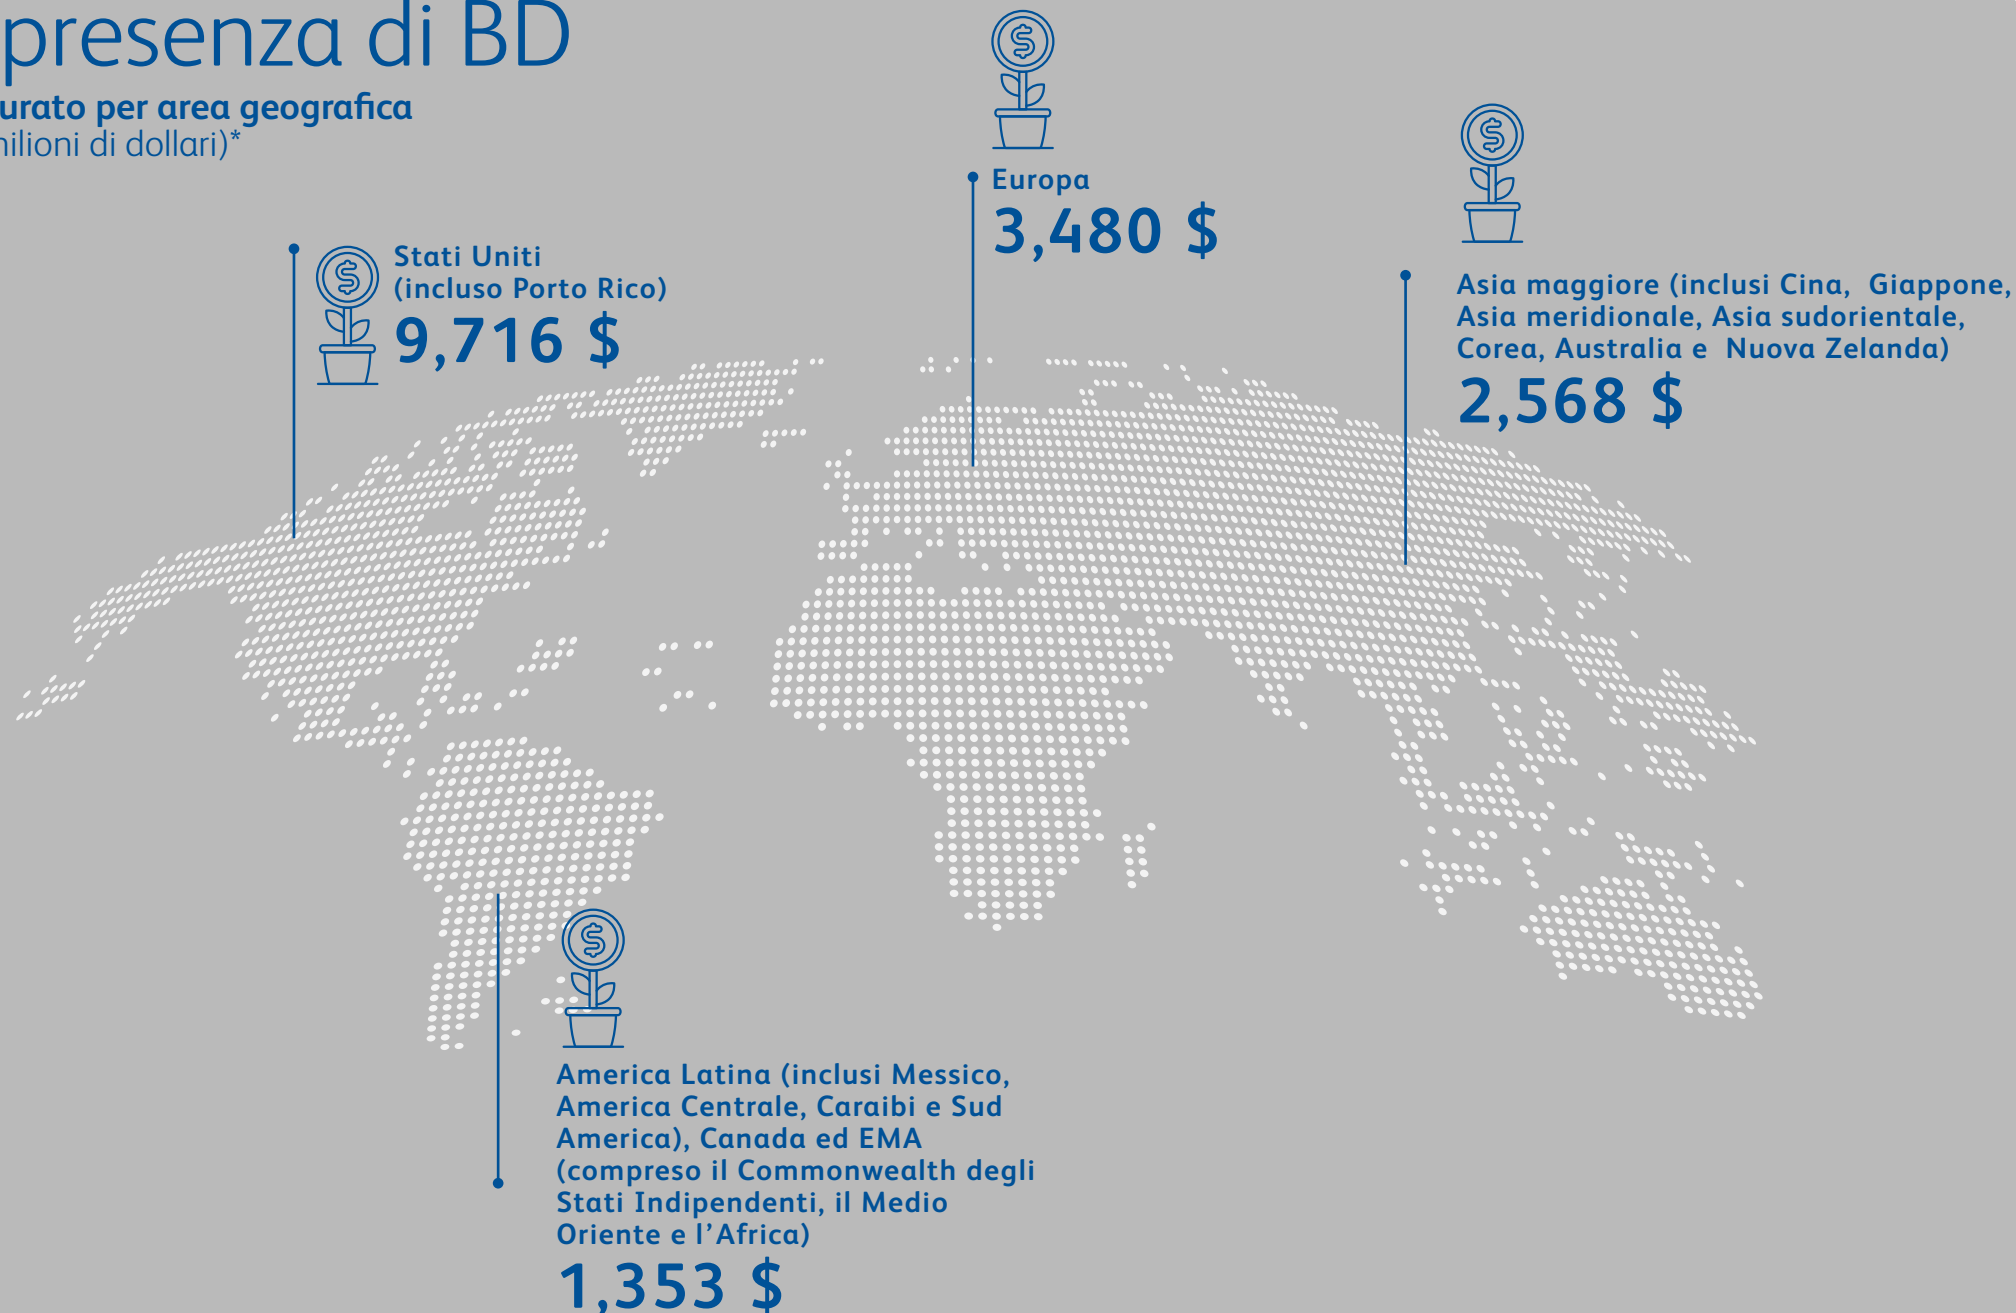 presenza di BD
urato per area geografica
nilioni di dollari)*
Europa
3,480 $
Stati Uniti
(incluso Porto Rico)
9,716 $
Asia maggiore (inclusi Cina, Giappone,
Asia meridionale, Asia sudorientale,
Corea, Australia e Nuova Zelanda)
2,568 $
America Latina (inclusi Messico,
America Centrale, Caraibi e Sud
America), Canada ed EMA
(compreso il Commonwealth degli
Stati Indipendenti, il Medio
Oriente e l’Africa)
1,353 $